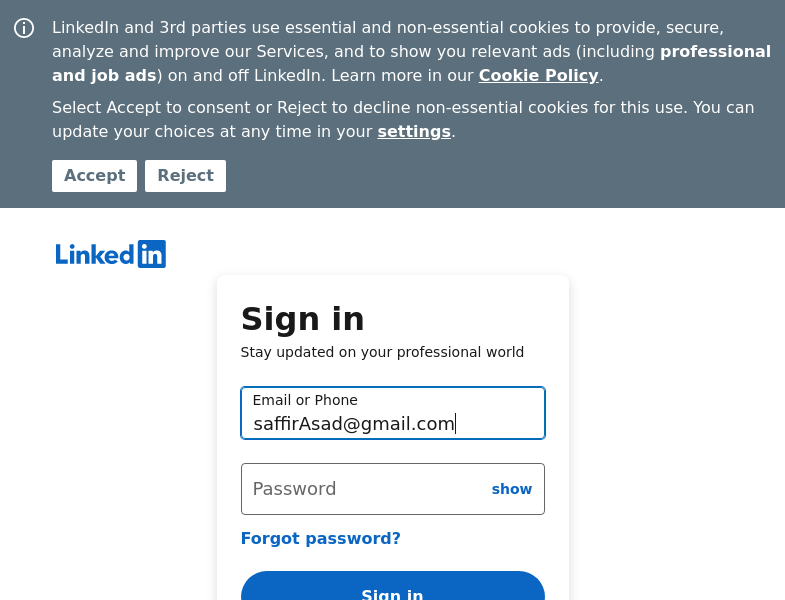 LinkedIn and 3rd parties use essential and non-essential cookies to provide, secure,
analyze and improve our Services, and to show you relevant ads (including professional
and job ads) on and off LinkedIn. Learn more in our Cookie Policy.
Select Accept to consent or Reject to decline non-essential cookies for this use. You can
update your choices at any time in your settings.
Accept Reject
Linked in
Sign in
Stay updated on your professional world
Email or Phone
saffirAsad@gmail.com
Password show
Forgot password?
Sign in